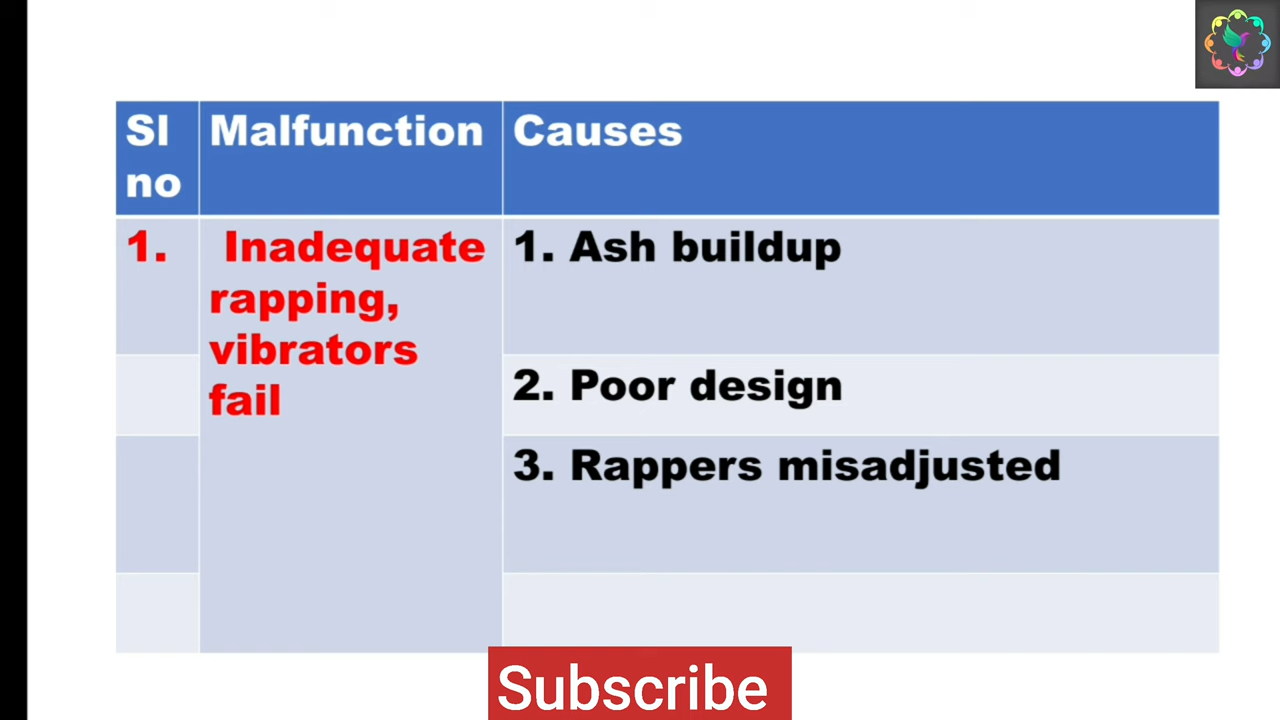 Sl no
Malfunction
Causes
1.
Inadequate
rapping,
vibrators
fail
1. Ash buildup
2. Poor design
3. Rappers misadjusted
Subscribe